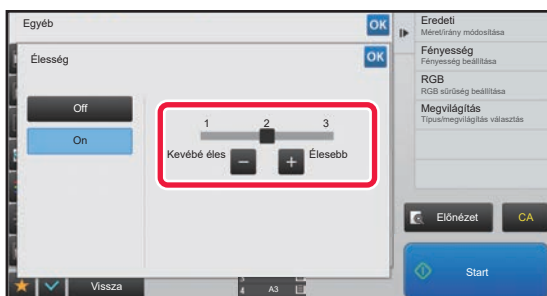 Egyéb
OK
Élesség
OK
Off
On
1 2 3
Kevébé éles
−
+
Élesebb
Eredeti
Méret/irány módosítása
Fényesség
Fényesség beállítása
RGB
RGB sűrűség beállítása
Megvilágítás
Típus/megvilágítás választás
Előnézet
CA
Start
Vissza
4 A3